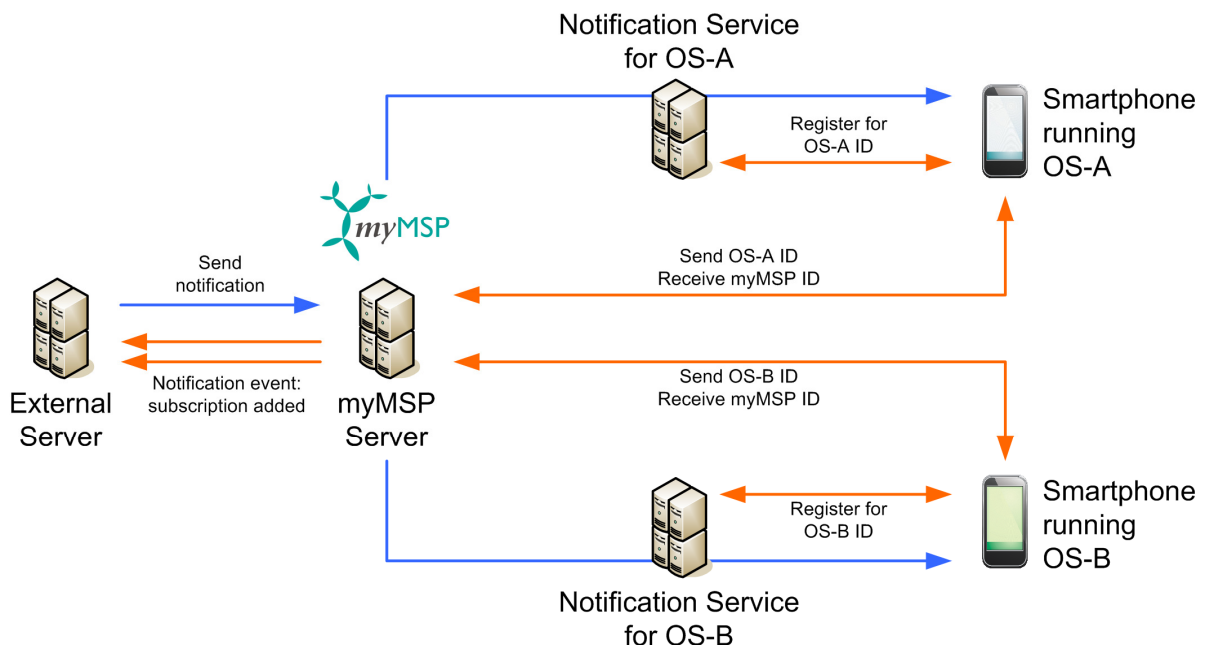 Notification Service
for OS-A
Smartphone
running
OS-A
Register for
OS-A ID
myMSP
Send OS-A ID
Receive myMSP ID
Send
notification
Notification event:
subscription added
External
Server
myMSP
Server
Send OS-B ID
Receive myMSP ID
Register for
OS-B ID
Smartphone
running
OS-B
Notification Service
for OS-B